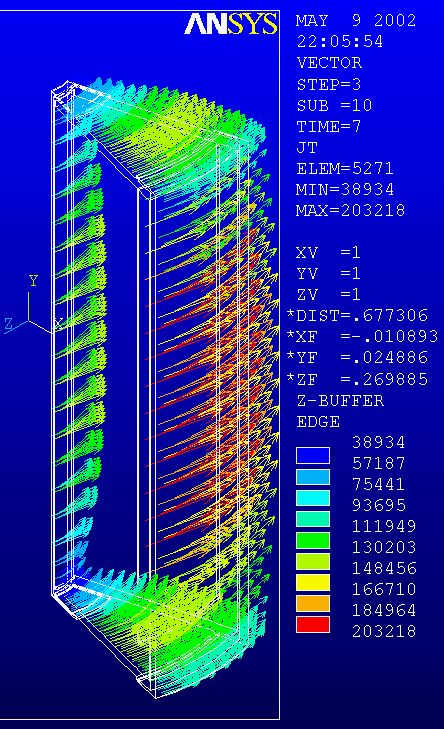 ANSYS
MAY  9 2002
22:05:54
VECTOR
STEP=3
SUB =10
TIME=7
JT
ELEM=5271
MIN=38934
MAX=203218
XV  =1
YV  =1
ZV  =1
*DIST=.677306
*XF  =-.010893
*YF  =.024886
*ZF  =.269885
Z-BUFFER
EDGE
38934
57187
75441
93695
111949
130203
148456
166710
184964
203218
Y
Z X